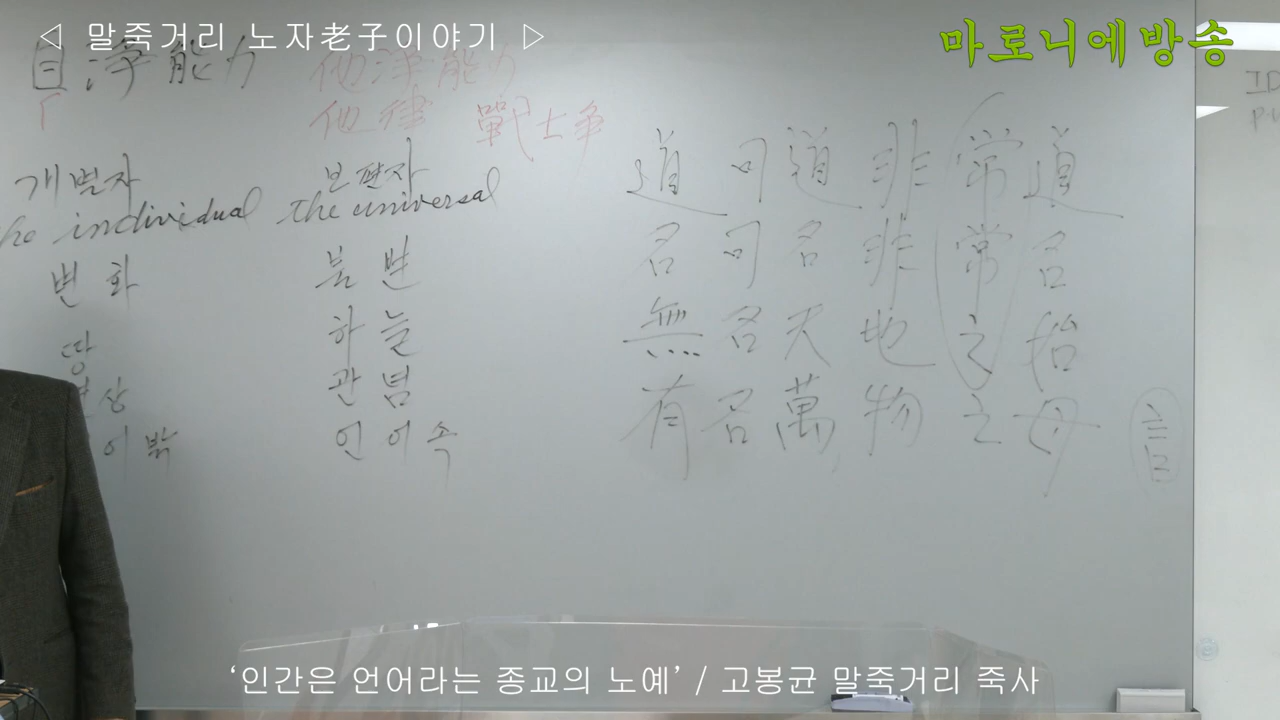 ◁ 말죽거리 노자老子이야기 ▷
마로니에방송
自淨能力 他淨能力
他律 戰士爭
개별자 보편자
individual the universal
변화 불변
땅 하늘
상 관념
어 밖 언어 속
道可道非常道
名可名非常名
無名天地之始
有名萬物之母
言
‘인간은 언어라는 종교의 노예’ / 고봉균 말죽거리 죽사